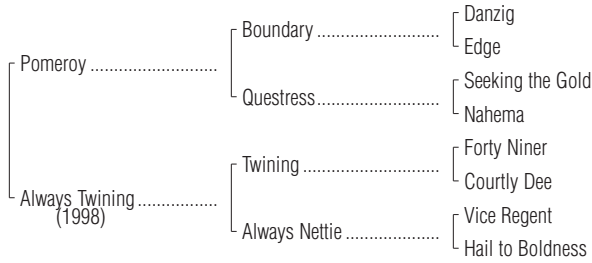 Danzig
Boundary ..............................
Edge
Pomeroy ..............................
Seeking the Gold
Questress..............................
Nahema
Forty Niner
Twining ..............................
Courtly Dee
Always Twining ..................
(1998)
Vice Regent
Always Nettie ......................
Hail to Boldness